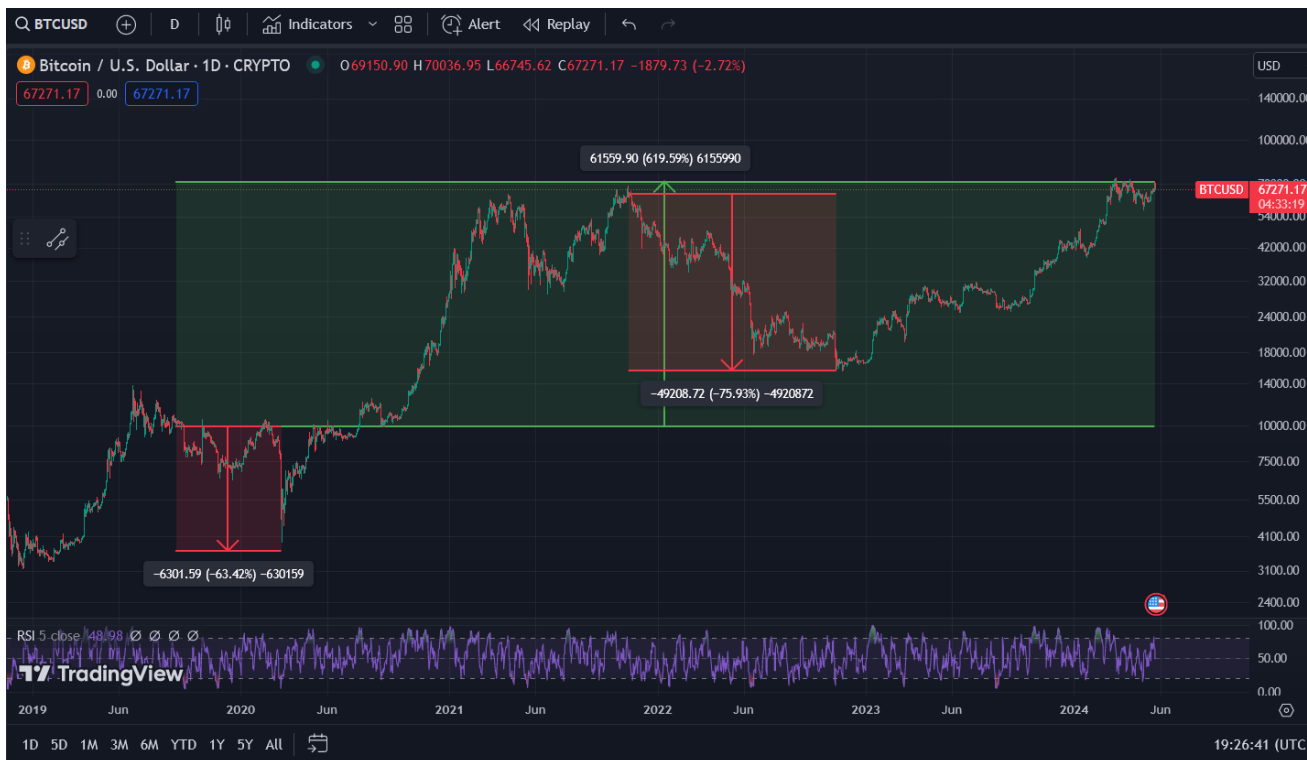 BTCUSD D Indicators Alert Replay
Bitcoin / U.S. Dollar · 1D · CRYPTO O69150.90 H70036.95 L66745.62 C67271.17 −1879.73 (−2.72%) USD
67271.17 0.00 67271.17
140000.0
100000.0
61559.90 (619.59%) 6155990
BTCUSD 67271.17
04:33:19
54000.00
42000.00
32000.00
24000.00
18000.00
14000.00
−49208.72 (−75.93%) −4920872
10000.00
7500.00
5500.00
4100.00
3100.00
−6301.59 (−63.42%) −630159
2400.00
RSI 5 close 48.98 Ø Ø Ø Ø 100.00
50.00
TradingView
0.00
2019 Jun 2020 Jun 2021 Jun 2022 Jun 2023 Jun 2024 Jun
1D 5D 1M 3M 6M YTD 1Y 5Y All 19:26:41 (UTC